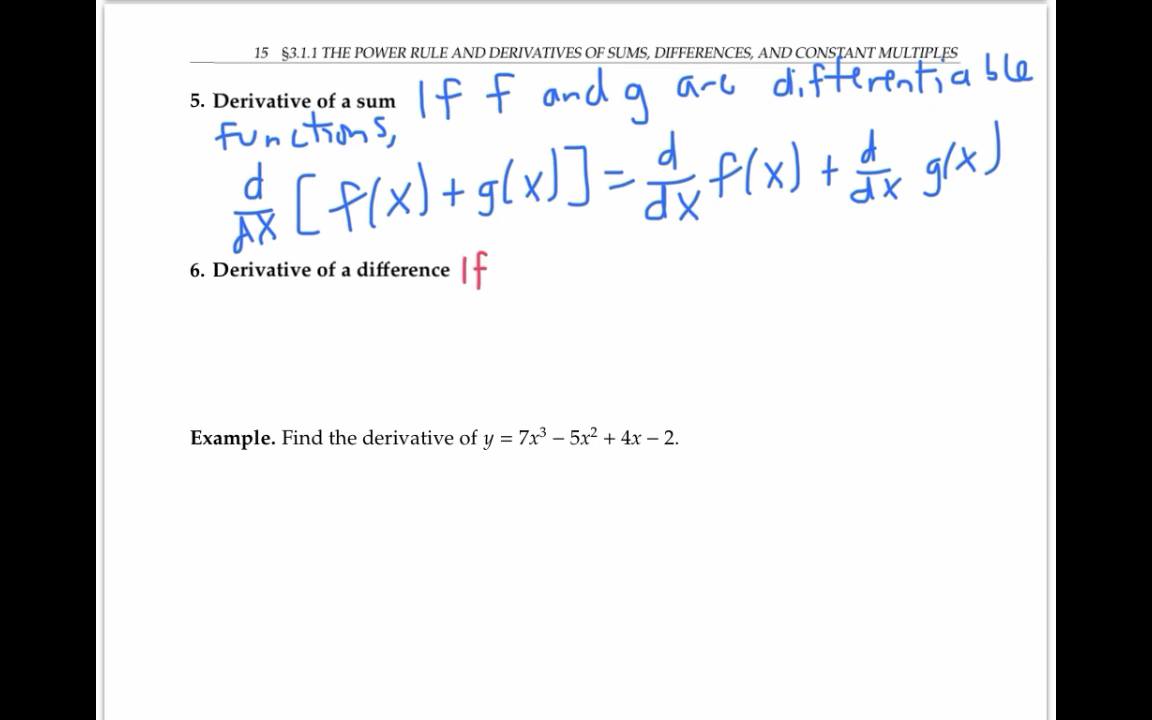 15 §3.1.1 THE POWER RULE AND DERIVATIVES OF SUMS, DIFFERENCES, AND CONSTANT MULTIPLES
5. Derivative of a sum If f and g are differentiable
functions,
d/dx [f(x) + g(x)] = d/dx f(x) + d/dx g(x)
6. Derivative of a difference If
Example. Find the derivative of y = 7x³ − 5x² + 4x − 2.